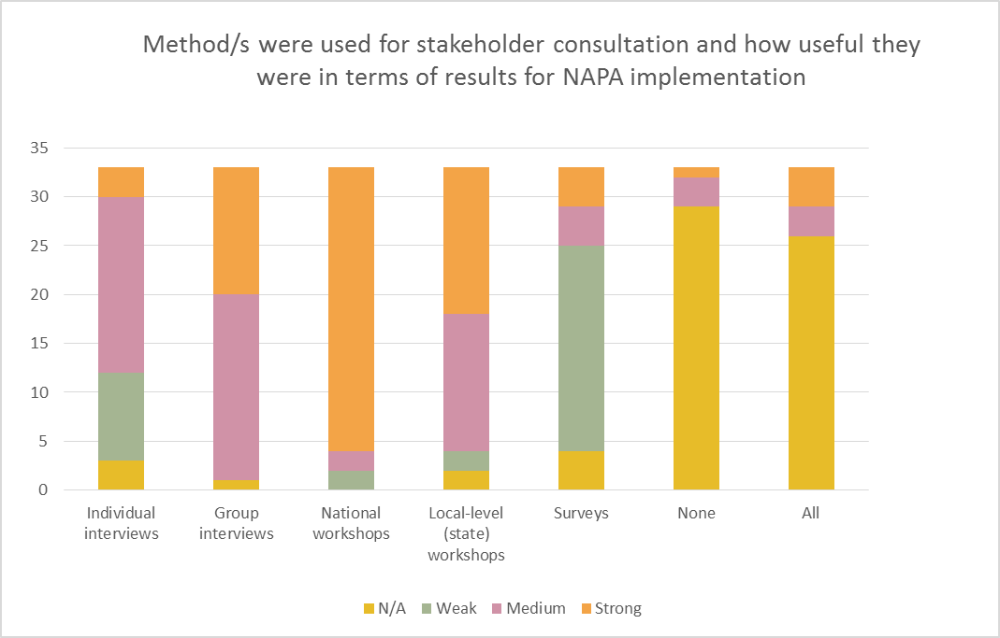 Method/s were used for stakeholder consultation and how useful they
were in terms of results for NAPA implementation
35
30
25
20
15
10
5
0
Individual interviews
Group interviews
National workshops
Local-level (state) workshops
Surveys
None
All
N/A Weak Medium Strong